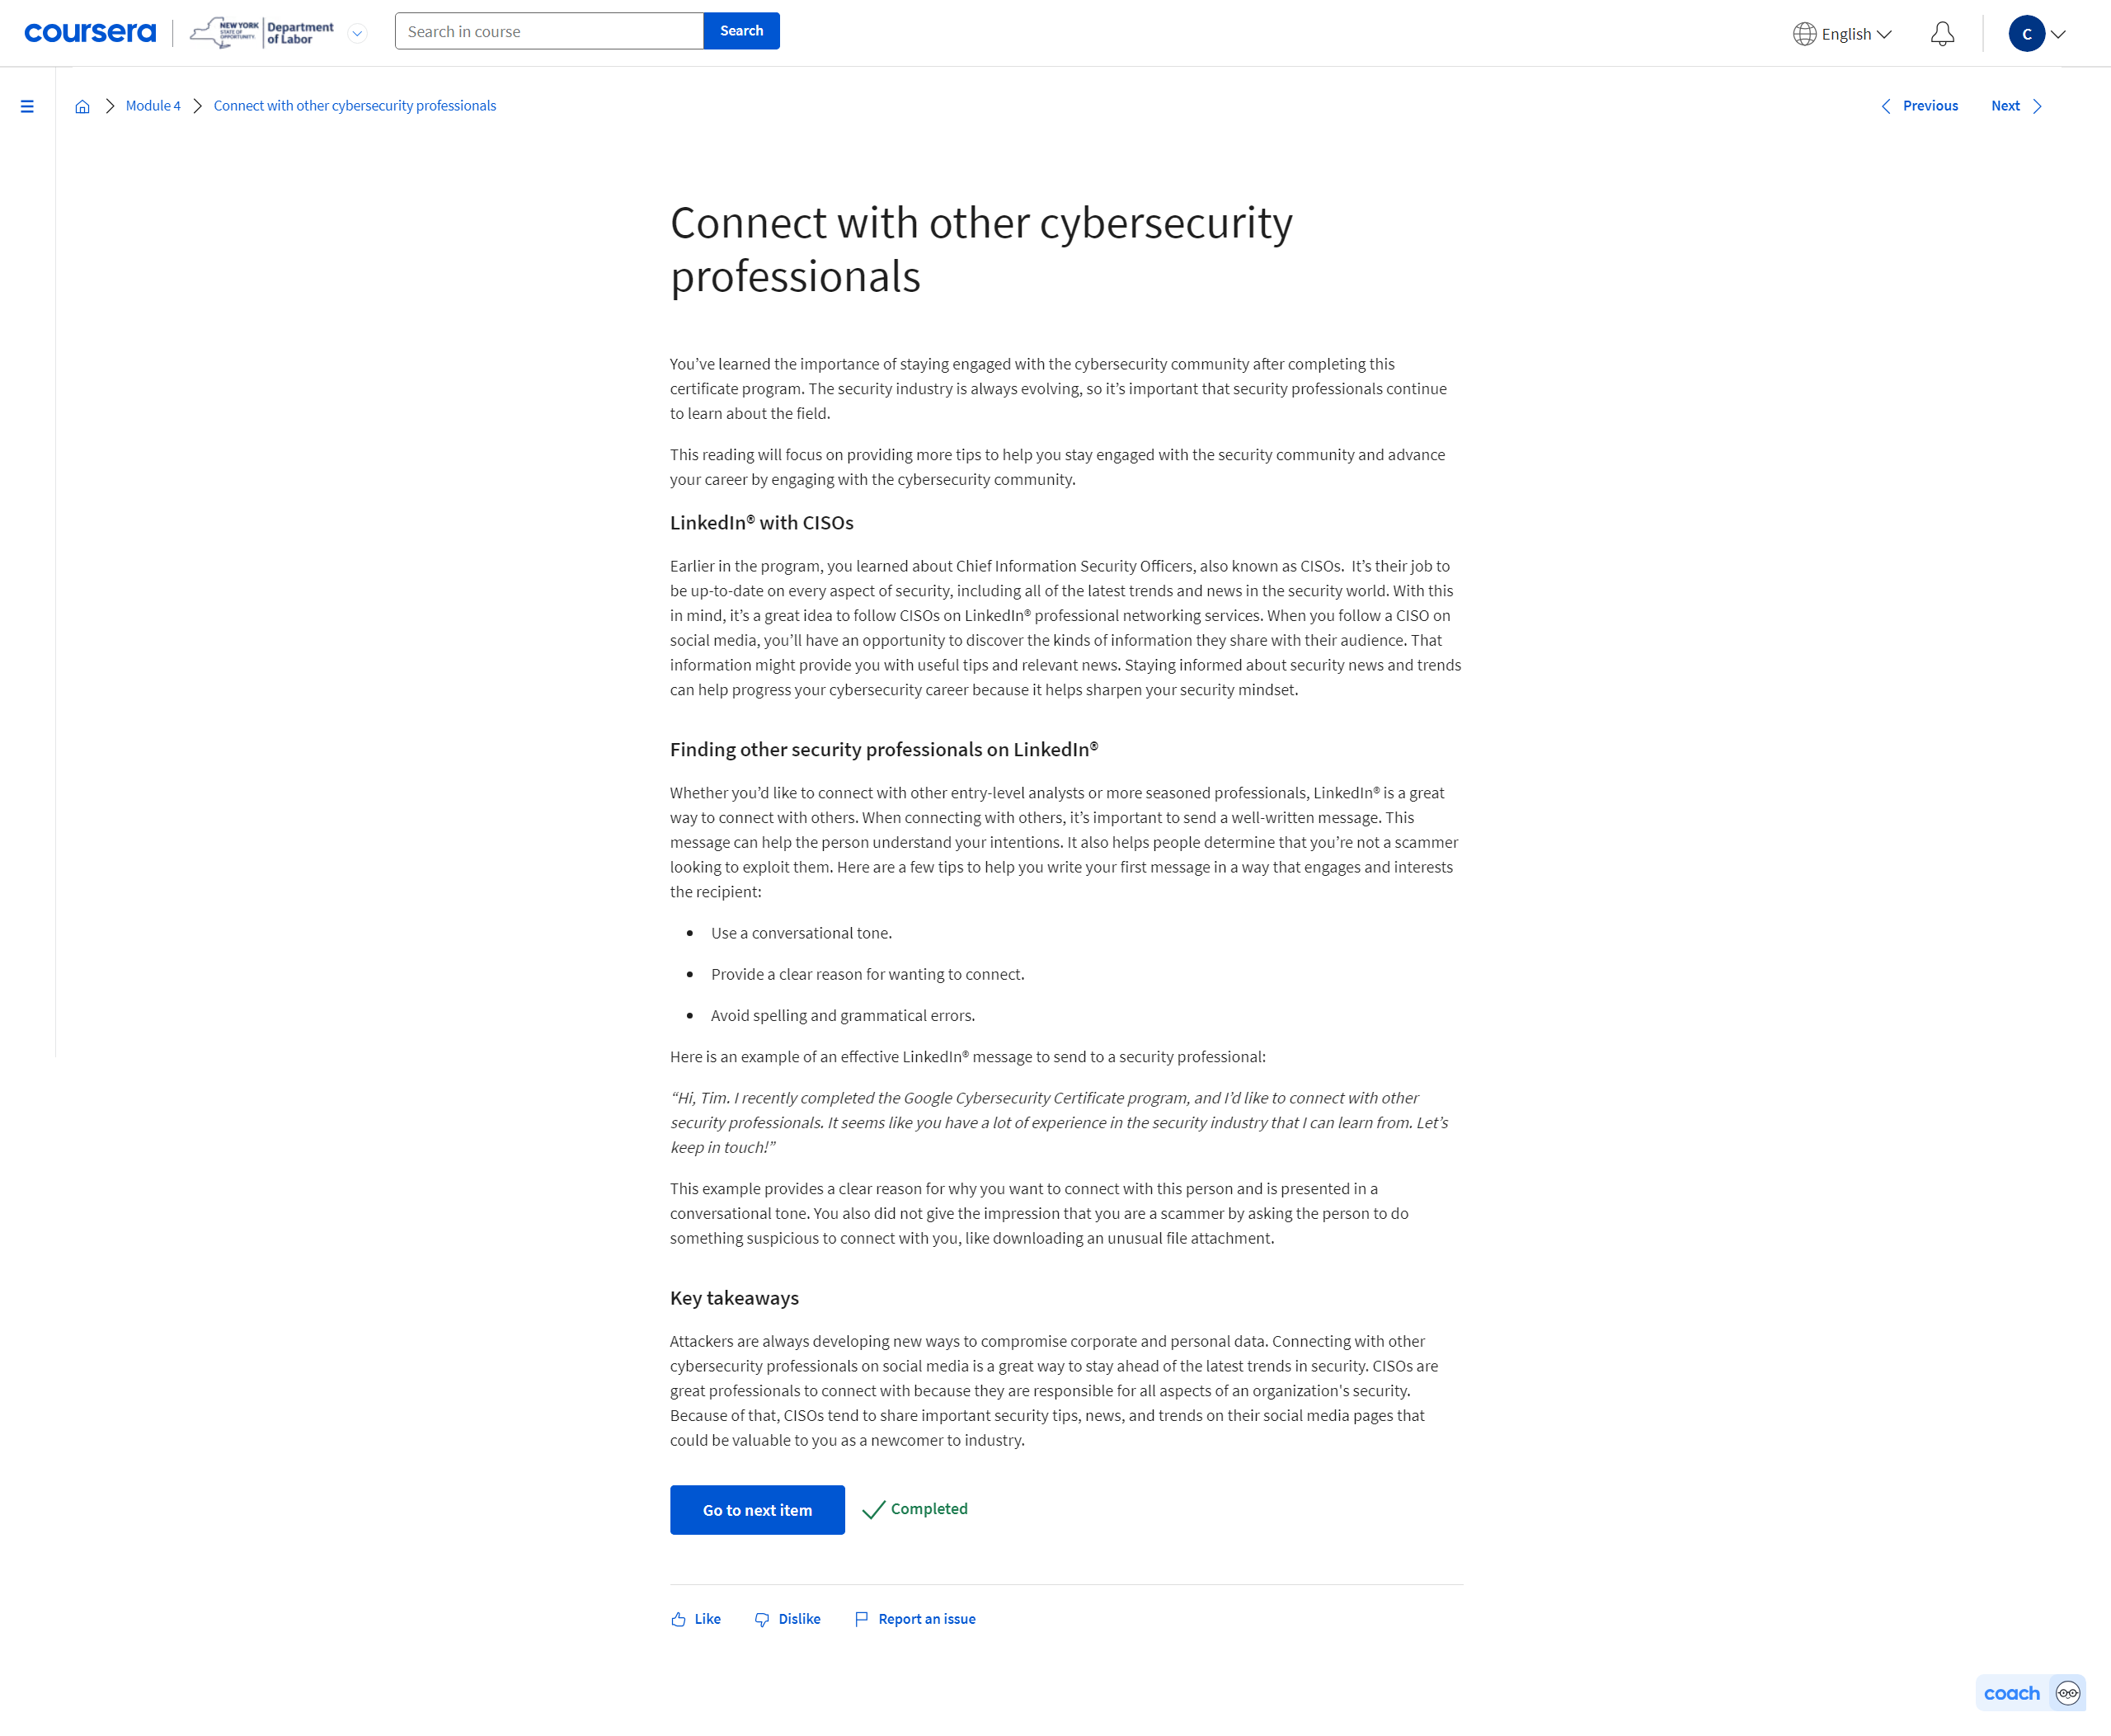 coursera
NEW YORK
STATE OF
OPPORTUNITY.
Department
of Labor
Search in course
Search
English
C
Module 4
Connect with other cybersecurity professionals
Previous
Next
Connect with other cybersecurity
professionals
You’ve learned the importance of staying engaged with the cybersecurity community after completing this
certificate program. The security industry is always evolving, so it’s important that security professionals continue
to learn about the field.
This reading will focus on providing more tips to help you stay engaged with the security community and advance
your career by engaging with the cybersecurity community.
LinkedIn® with CISOs
Earlier in the program, you learned about Chief Information Security Officers, also known as CISOs.  It’s their job to
be up-to-date on every aspect of security, including all of the latest trends and news in the security world. With this
in mind, it’s a great idea to follow CISOs on LinkedIn® professional networking services. When you follow a CISO on
social media, you’ll have an opportunity to discover the kinds of information they share with their audience. That
information might provide you with useful tips and relevant news. Staying informed about security news and trends
can help progress your cybersecurity career because it helps sharpen your security mindset.
Finding other security professionals on LinkedIn®
Whether you’d like to connect with other entry-level analysts or more seasoned professionals, LinkedIn® is a great
way to connect with others. When connecting with others, it’s important to send a well-written message. This
message can help the person understand your intentions. It also helps people determine that you’re not a scammer
looking to exploit them. Here are a few tips to help you write your first message in a way that engages and interests
the recipient:
• Use a conversational tone.
• Provide a clear reason for wanting to connect.
• Avoid spelling and grammatical errors.
Here is an example of an effective LinkedIn® message to send to a security professional:
“Hi, Tim. I recently completed the Google Cybersecurity Certificate program, and I’d like to connect with other
security professionals. It seems like you have a lot of experience in the security industry that I can learn from. Let’s
keep in touch!”
This example provides a clear reason for why you want to connect with this person and is presented in a
conversational tone. You also did not give the impression that you are a scammer by asking the person to do
something suspicious to connect with you, like downloading an unusual file attachment.
Key takeaways
Attackers are always developing new ways to compromise corporate and personal data. Connecting with other
cybersecurity professionals on social media is a great way to stay ahead of the latest trends in security. CISOs are
great professionals to connect with because they are responsible for all aspects of an organization's security.
Because of that, CISOs tend to share important security tips, news, and trends on their social media pages that
could be valuable to you as a newcomer to industry.
Go to next item
Completed
Like
Dislike
Report an issue
coach